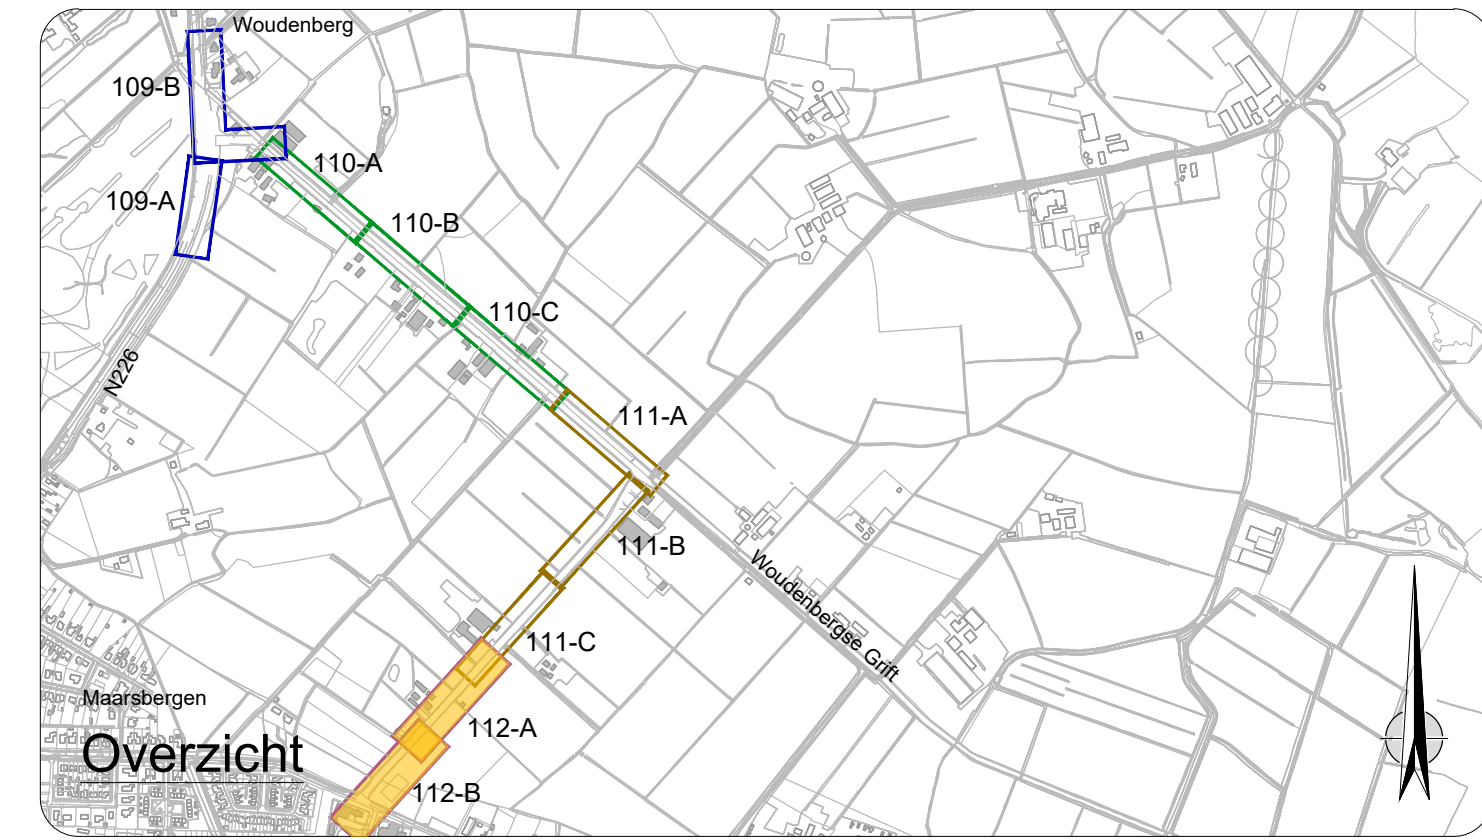 Woudenberg
109-B
110-A
109-A
110-B
110-C
N226
111-A
111-B
Woudenbergse Grift
111-C
Maarsbergen
112-A
Overzicht
112-B